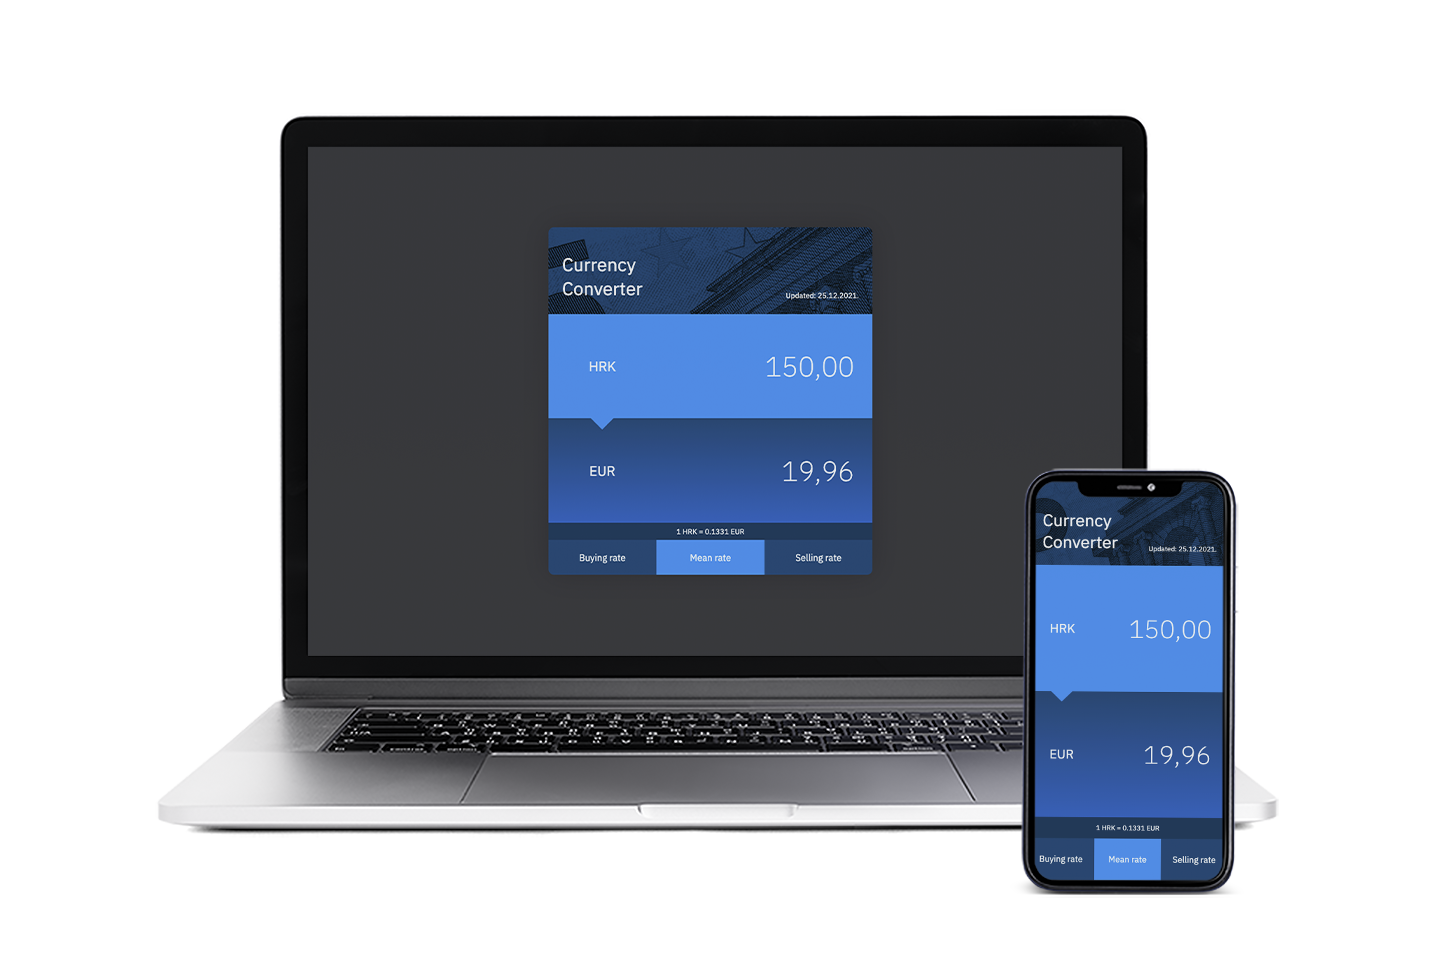 Currency
Converter
Updated: 25.12.2021.
HRK
150,00
EUR
19,96
1 HRK = 0.1331 EUR
Buying rate
Mean rate
Selling rate
Currency
Converter
Updated: 25.12.2021.
HRK
150,00
EUR
19,96
1 HRK = 0.1331 EUR
Buying rate
Mean rate
Selling rate